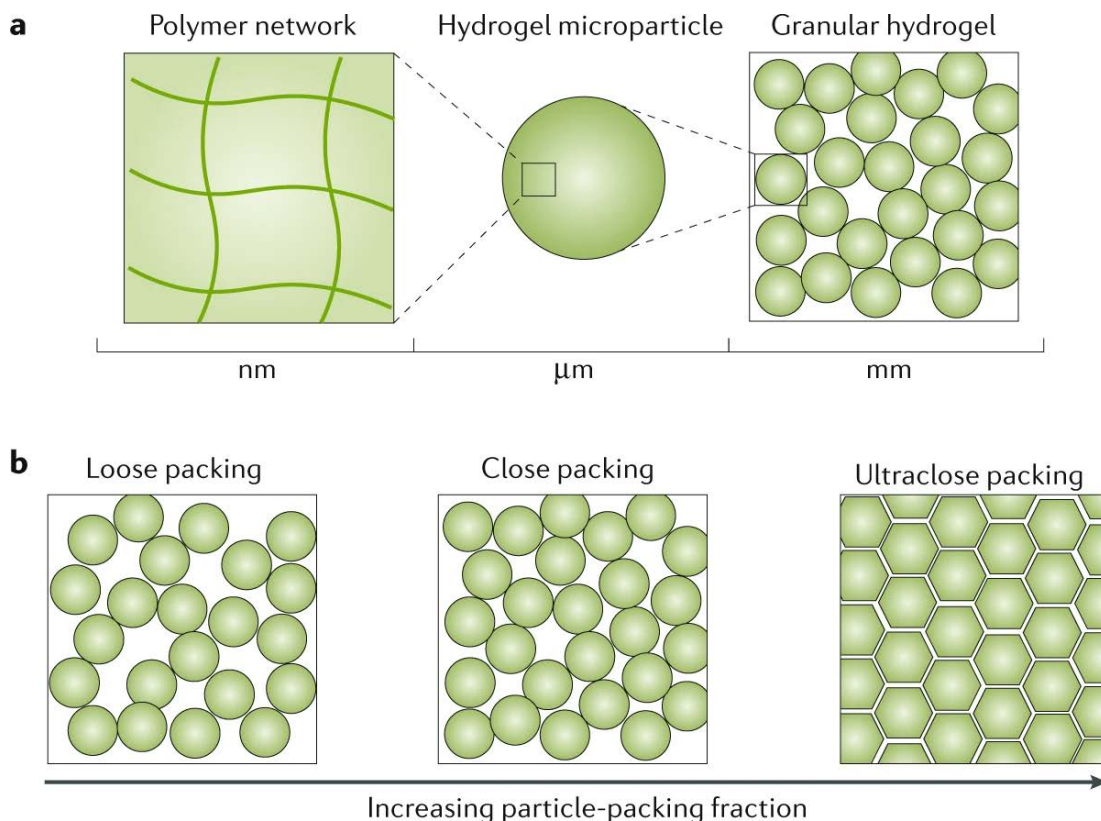 a
Polymer network
Hydrogel microparticle
Granular hydrogel
nm
μm
mm
b
Loose packing
Close packing
Ultraclose packing
Increasing particle-packing fraction